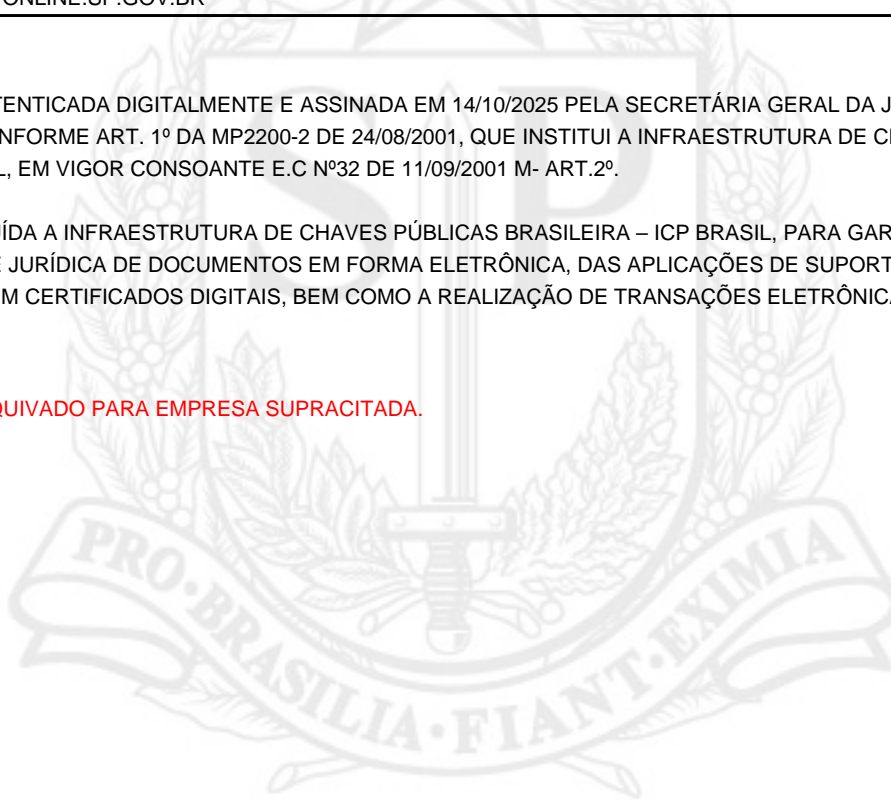 ONLINE.SP.GOV.BR
TENTICADA DIGITALMENTE E ASSINADA EM 14/10/2025 PELA SECRETÁRIA GERAL DA J
NFORME ART. 1º DA MP2200-2 DE 24/08/2001, QUE INSTITUI A INFRAESTRUTURA DE C
L, EM VIGOR CONSOANTE E.C Nº32 DE 11/09/2001 M- ART.2º.
ÍDA A INFRAESTRUTURA DE CHAVES PÚBLICAS BRASILEIRA – ICP BRASIL, PARA GAR
E JURÍDICA DE DOCUMENTOS EM FORMA ELETRÔNICA, DAS APLICAÇÕES DE SUPORT
M CERTIFICADOS DIGITAIS, BEM COMO A REALIZAÇÃO DE TRANSAÇÕES ELETRÔNICA
QUIVADO PARA EMPRESA SUPRACITADA.
SP
PRO·BRASILIA·FIANT·EXIMIA